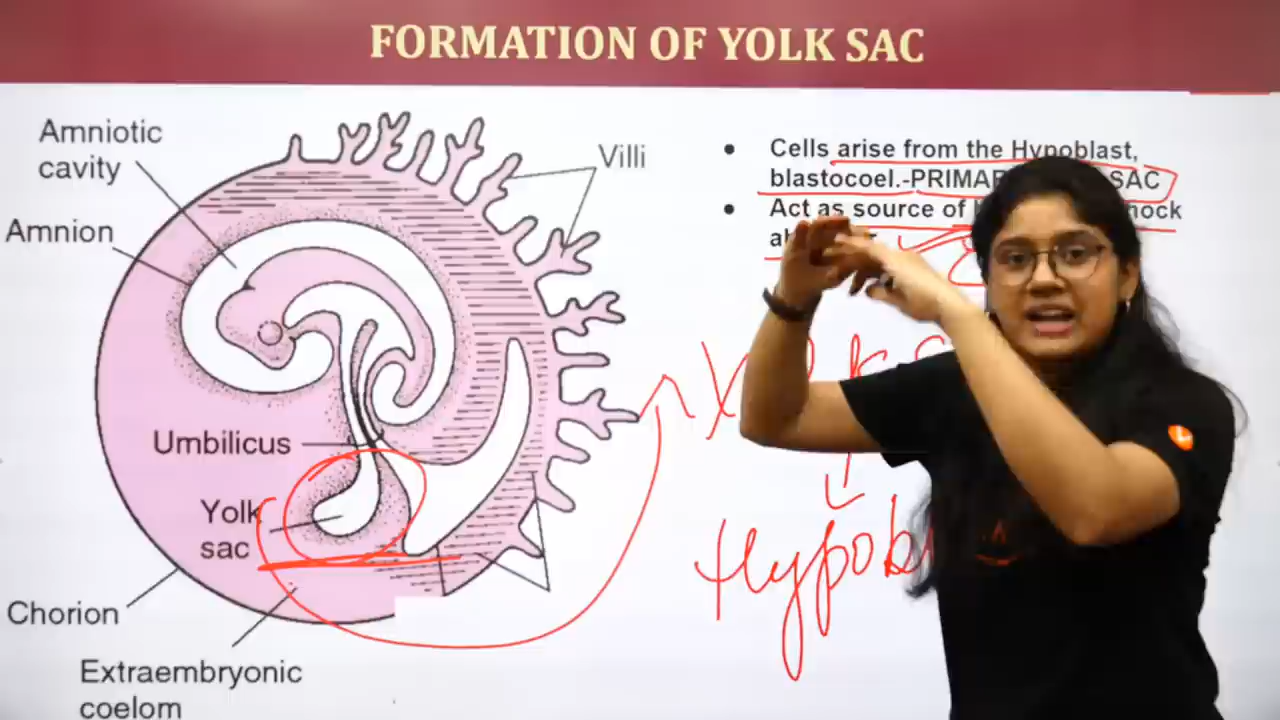 FORMATION OF YOLK SAC
Amniotic
cavity
Amnion
Villi
Umbilicus
Yolk
sac
Chorion
Extraembryonic
coelom
Cells arise from the Hypoblast,
blastocoel.-PRIMAR SAC
Act as source of